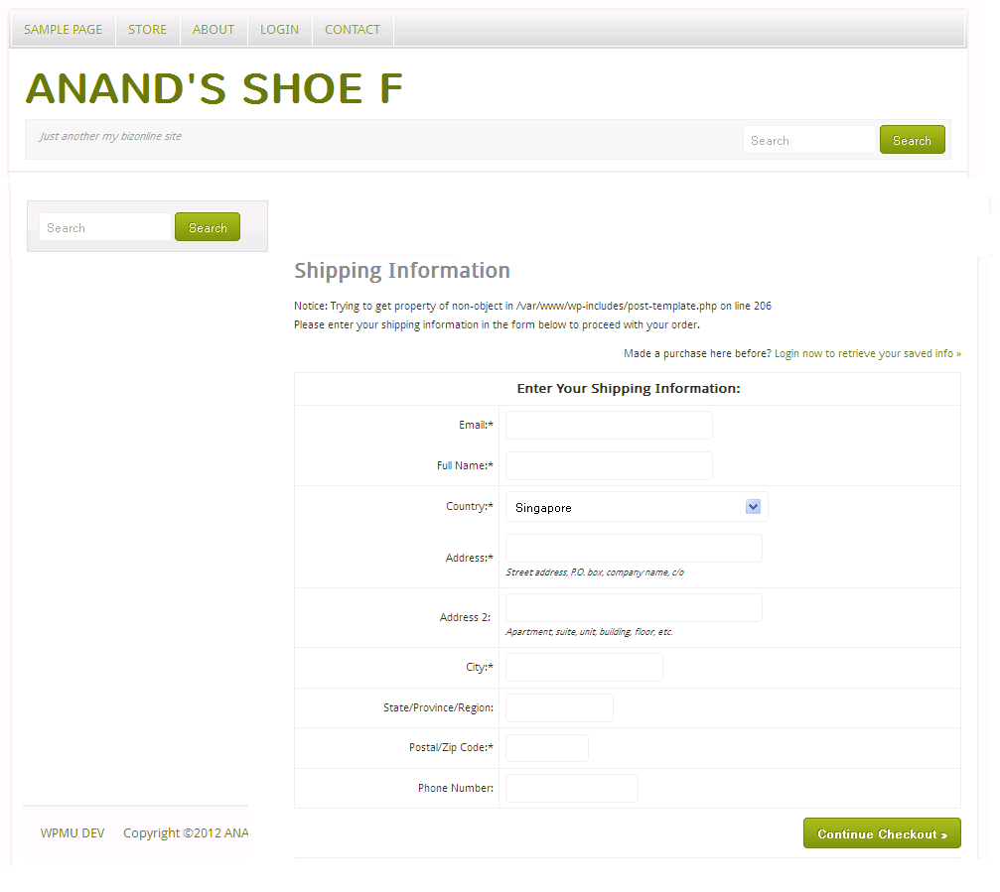 SAMPLE PAGE STORE ABOUT LOGIN CONTACT
ANAND'S SHOE F
Just another my bizonline site
Search Search
Search Search
Shipping Information
Notice: Trying to get property of non-object in /var/www/wp-includes/post-template.php on line 206
Please enter your shipping information in the form below to proceed with your order.
Made a purchase here before? Login now to retrieve your saved info »
Enter Your Shipping Information:
Email:*
Full Name:*
Country:* Singapore
Address:*
Street address, P.O. box, company name, c/o
Address 2:
Apartment, suite, unit, building, floor, etc.
City:*
State/Province/Region:
Postal/Zip Code:*
Phone Number:
WPMU DEV Copyright ©2012 ANA
Continue Checkout »